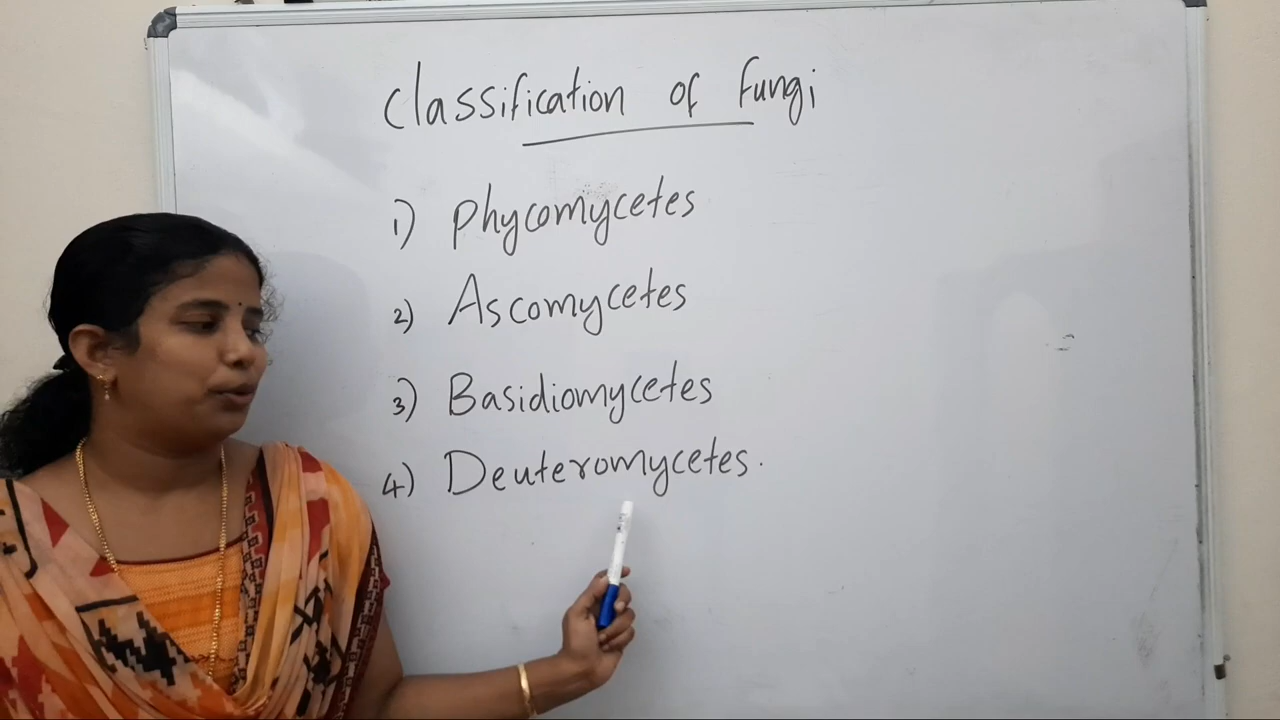 Classification of Fungi
1) Phycomycetes
2) Ascomycetes
3) Basidiomycetes
4) Deuteromycetes.